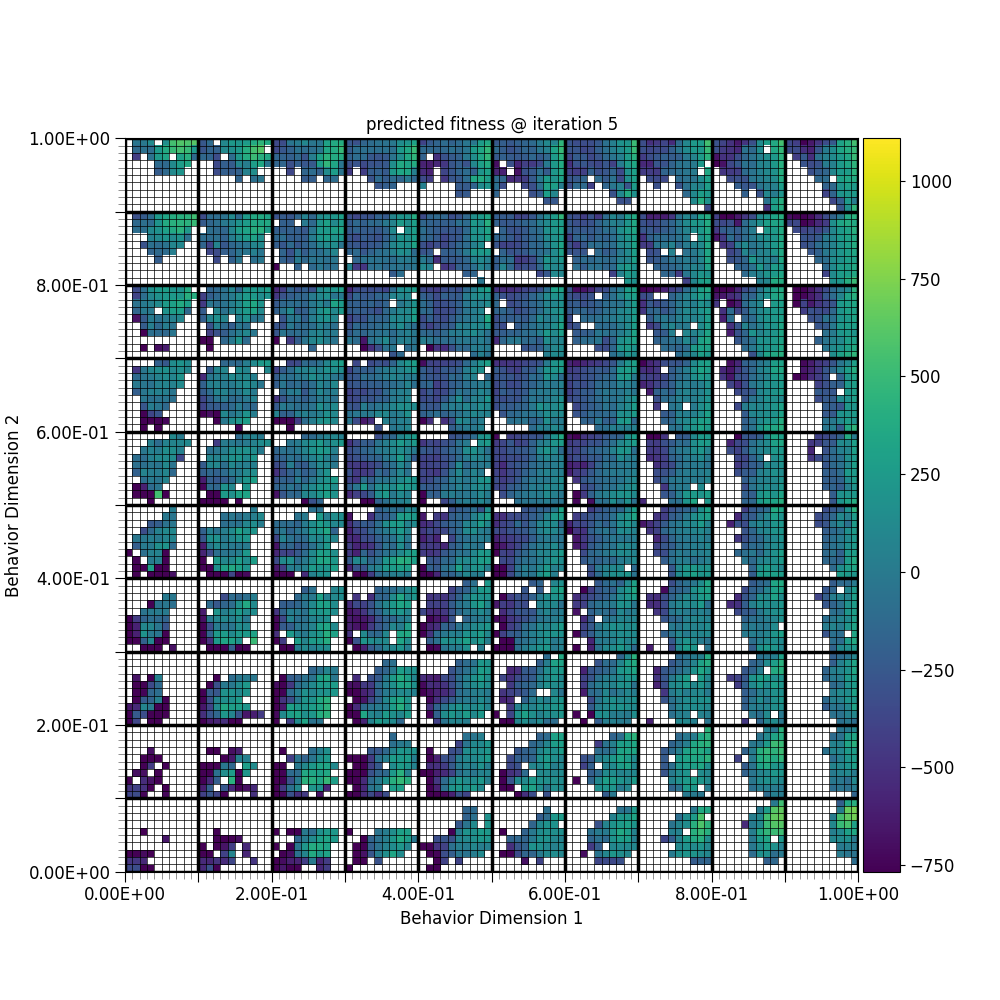 predicted fitness @ iteration 5
1.00E+00
8.00E-01
6.00E-01
4.00E-01
2.00E-01
0.00E+00
Behavior Dimension 2
0.00E+00 2.00E-01 4.00E-01 6.00E-01 8.00E-01 1.00E+00
Behavior Dimension 1
1000
750
500
250
0
−250
−500
−750